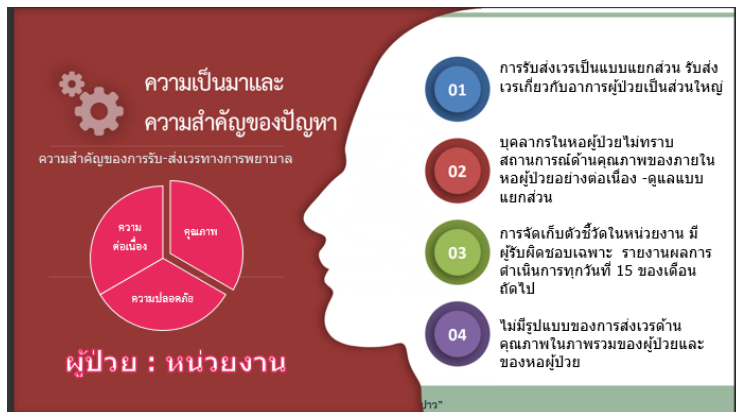 ความเป็นมาและ
ความสำคัญของปัญหา
ความสำคัญของการรับ-ส่งเวรทางการพยาบาล
ความ
ต่อเนื่อง
คุณภาพ
ความปลอดภัย
ผู้ป่วย : หน่วยงาน
01
การรับส่งเวรเป็นแบบแยกส่วน รับส่ง
เวรเกี่ยวกับอาการผู้ป่วยเป็นส่วนใหญ่
02
บุคลากรในหอผู้ป่วยไม่ทราบ
สถานการณ์ด้านคุณภาพของภายใน
หอผู้ป่วยอย่างต่อเนื่อง -ดูแลแบบ
แยกส่วน
03
การจัดเก็บตัวชี้วัดในหน่วยงาน มี
ผู้รับผิดชอบเฉพาะ รายงานผลการ
ดำเนินการทุกวันที่ 15 ของเดือน
ถัดไป
04
ไม่มีรูปแบบของการส่งเวรด้าน
คุณภาพในภาพรวมของผู้ป่วยและ
ของหอผู้ป่วย